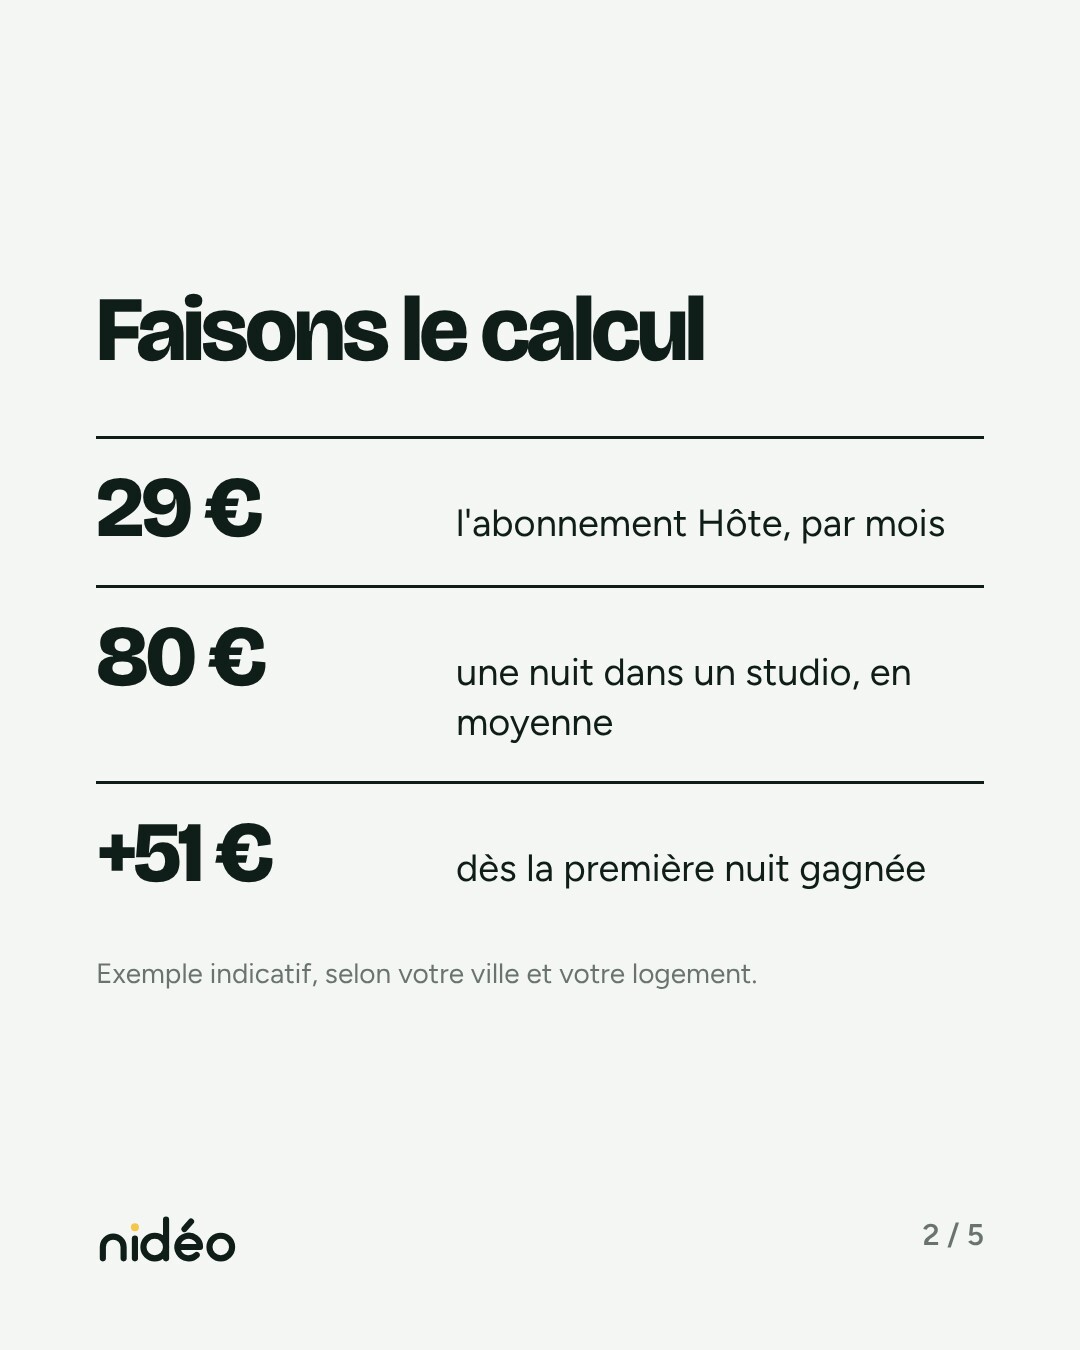 Faisons le calcul
29 €
l'abonnement Hôte, par mois
80 €
une nuit dans un studio, en
moyenne
+51 €
dès la première nuit gagnée
Exemple indicatif, selon votre ville et votre logement.
nidéo
2 / 5